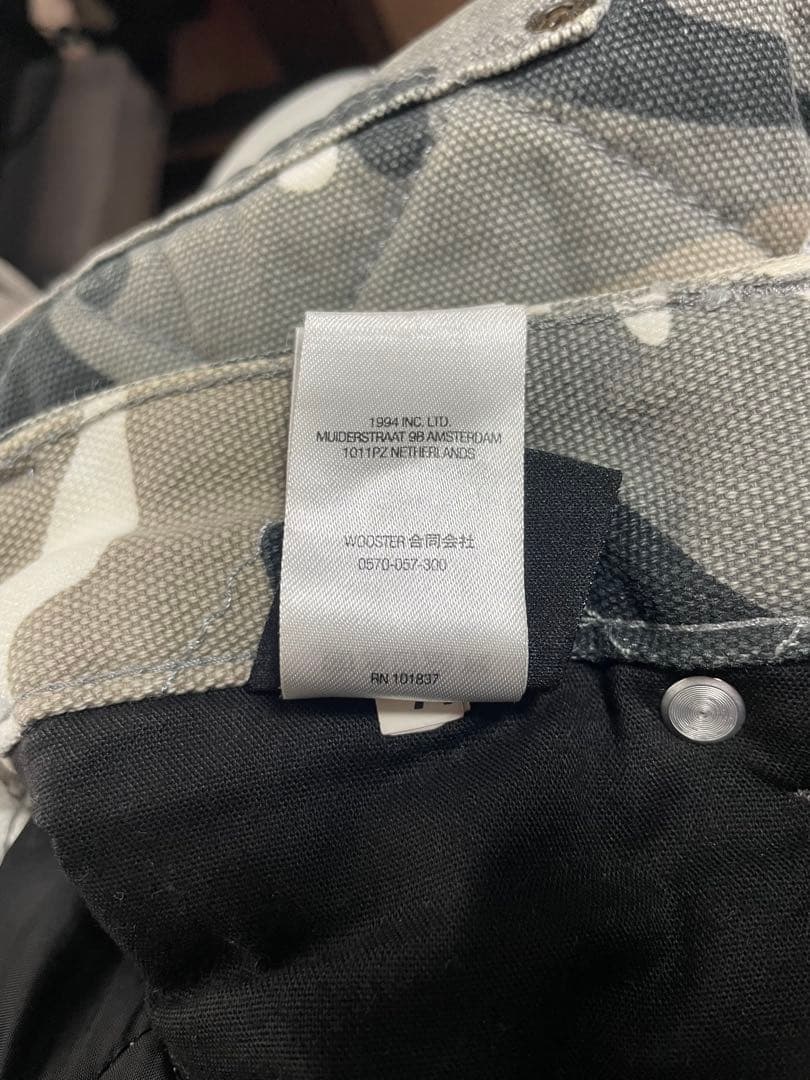 1994 INC. LTD.
MUIDERSTRAAT 9B AMSTERDAM
1011PZ NETHERLANDS
WOOSTER 合同会社
0570-057-300
RN 101837